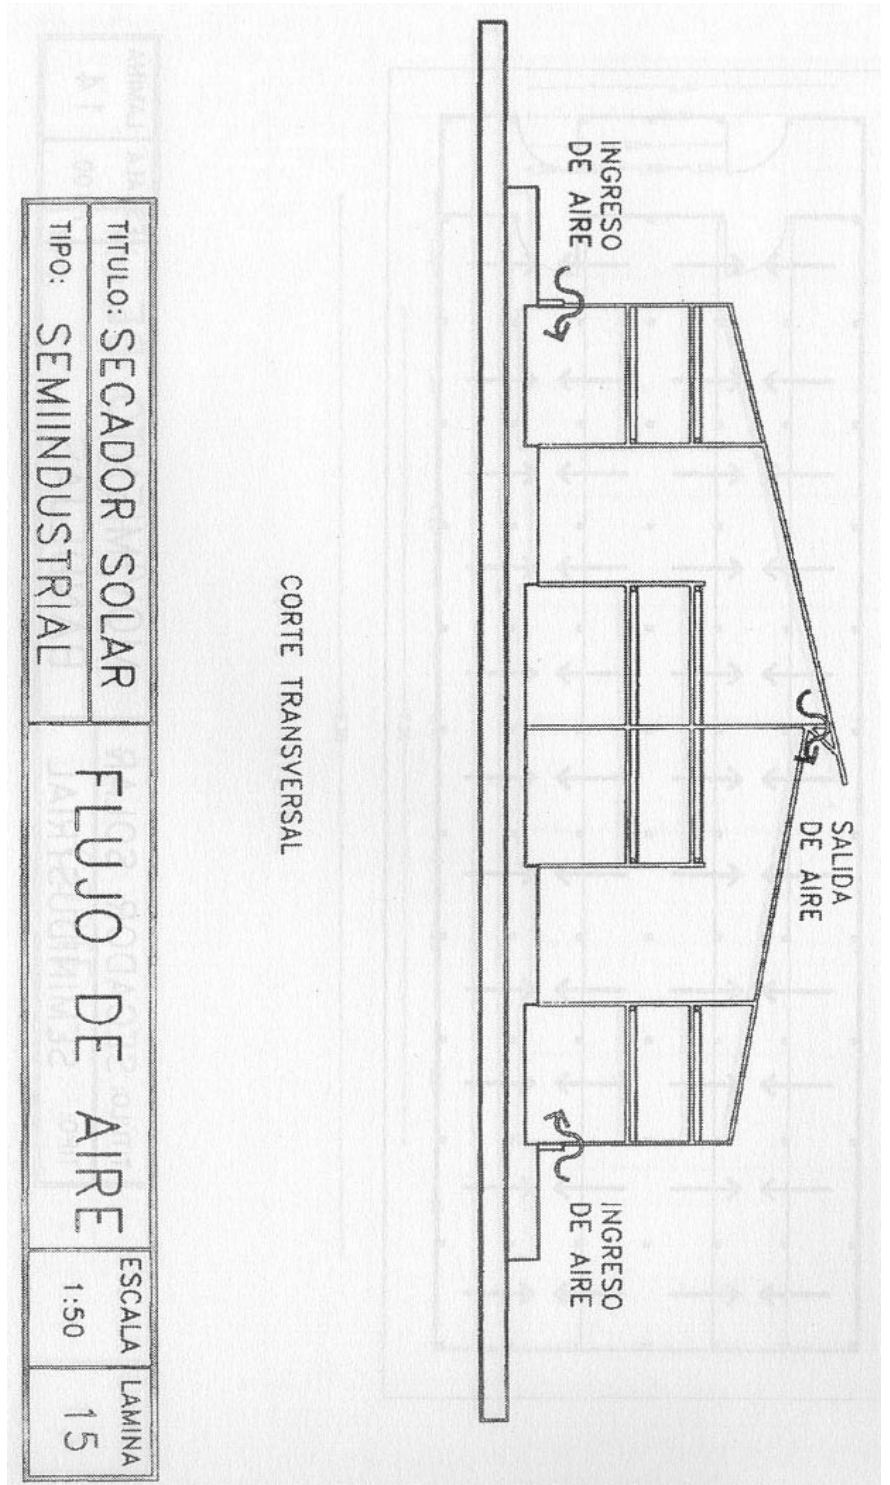 INGRESO
DE AIRE
SALIDA
DE AIRE
INGRESO
DE AIRE
CORTE TRANSVERSAL
TITULO: SECADOR SOLAR
TIPO: SEMIINDUSTRIAL
FLUJO DE AIRE
ESCALA
1:50
LAMINA
15